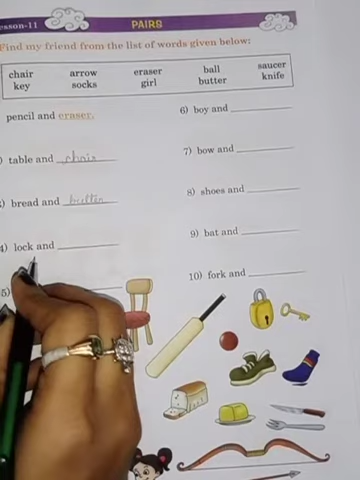 esson-11
PAIRS
Find my friend from the list of words given below:
chair arrow eraser ball saucer
key socks girl butter knife
pencil and eraser.
) table and chair
) bread and butter
4) lock and
5)
6) boy and
7) bow and
8) shoes and
9) bat and
10) fork and